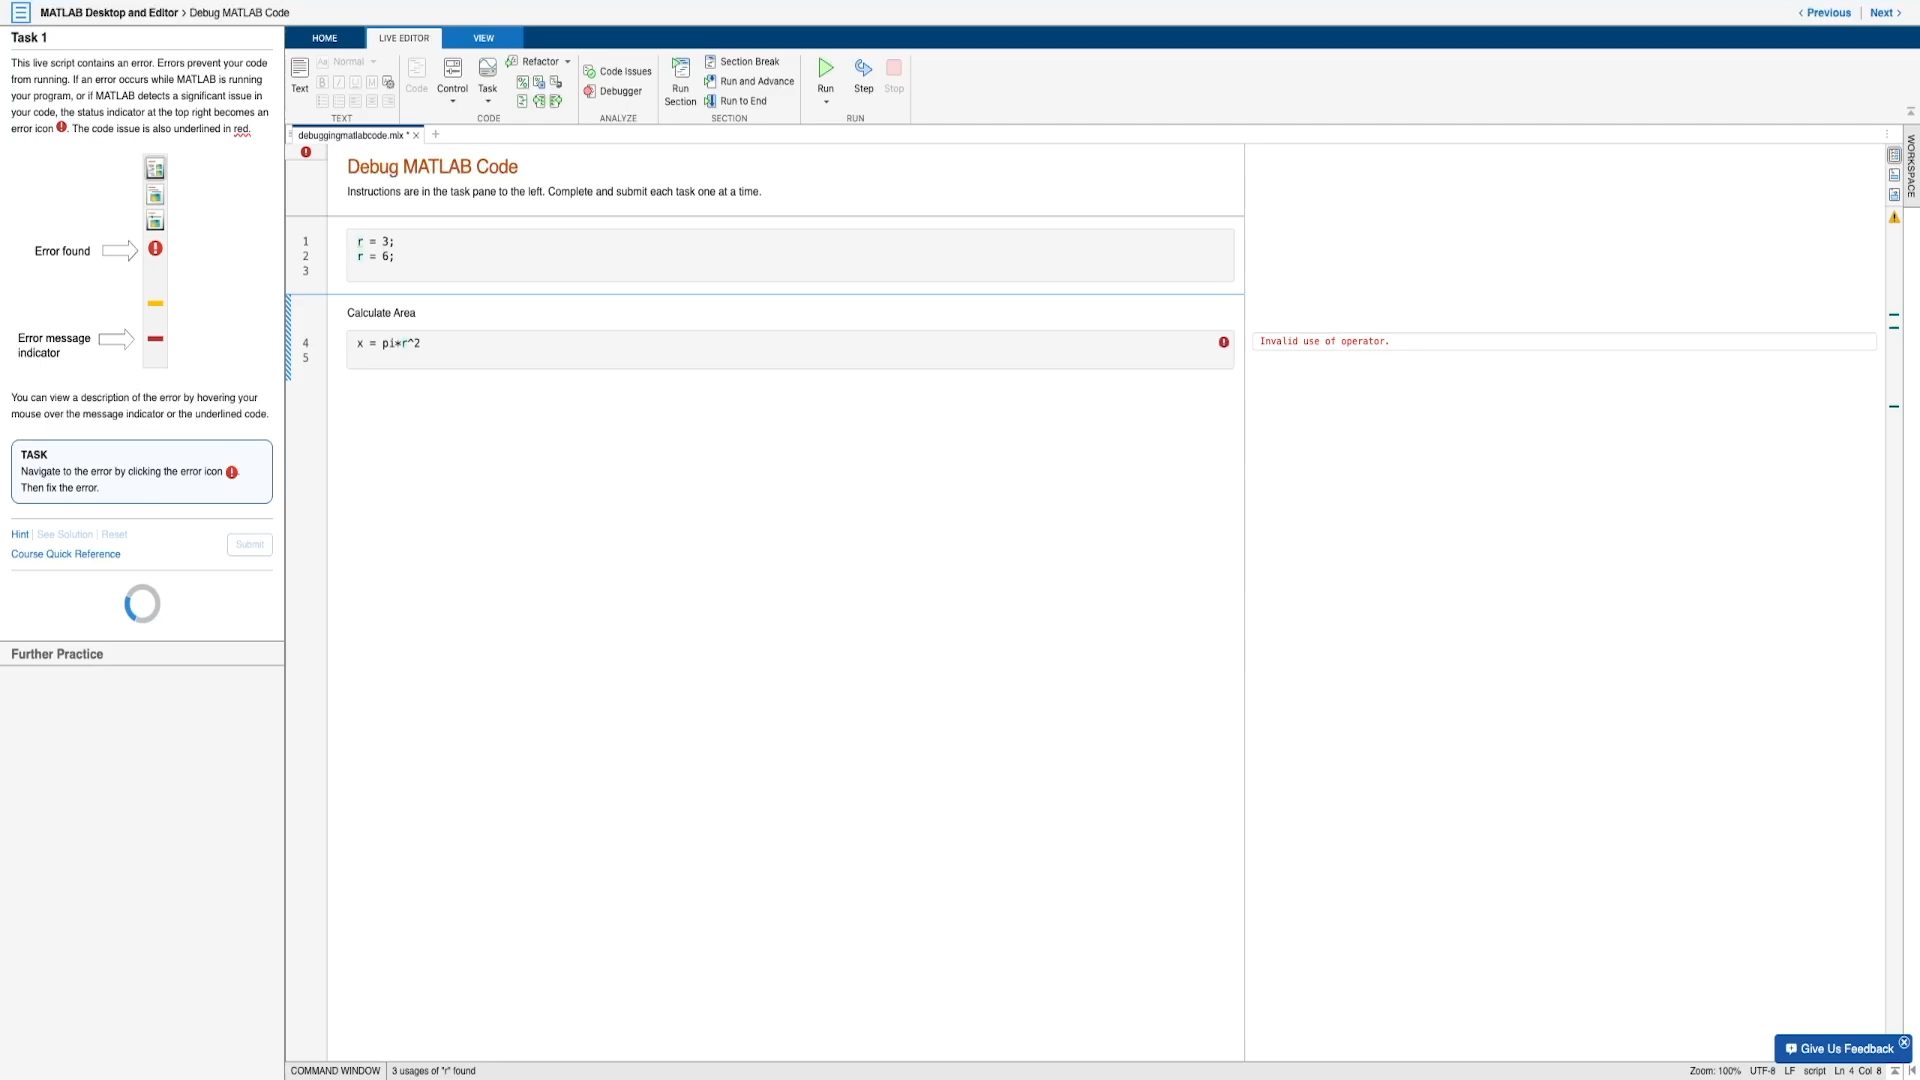 MATLAB Desktop and Editor > Debug MATLAB Code
< Previous | Next >
Task 1
This live script contains an error. Errors prevent your code
from running. If an error occurs while MATLAB is running
your program, or if MATLAB detects a significant issue in
your code, the status indicator at the top right becomes an
error icon . The code issue is also underlined in red.
Error found
Error message
indicator
You can view a description of the error by hovering your
mouse over the message indicator or the underlined code.
TASK
Navigate to the error by clicking the error icon .
Then fix the error.
Hint | See Solution | Reset
Submit
Course Quick Reference
Further Practice
HOME
LIVE EDITOR
VIEW
Text
Aa Normal
B I U M
TEXT
Code
Control
Task
Refactor
CODE
Code Issues
Debugger
ANALYZE
Run
Section
Section Break
Run and Advance
Run to End
SECTION
Run
Step
Stop
RUN
debuggingmatlabcode.mlx * × +
Debug MATLAB Code
Instructions are in the task pane to the left. Complete and submit each task one at a time.
1 r = 3;
2 r = 6;
3
Calculate Area
4 x = pi*r^2
5
Invalid use of operator.
WORKSPACE
Give Us Feedback
COMMAND WINDOW
3 usages of "r" found
Zoom: 100% UTF-8 LF script Ln 4 Col 8